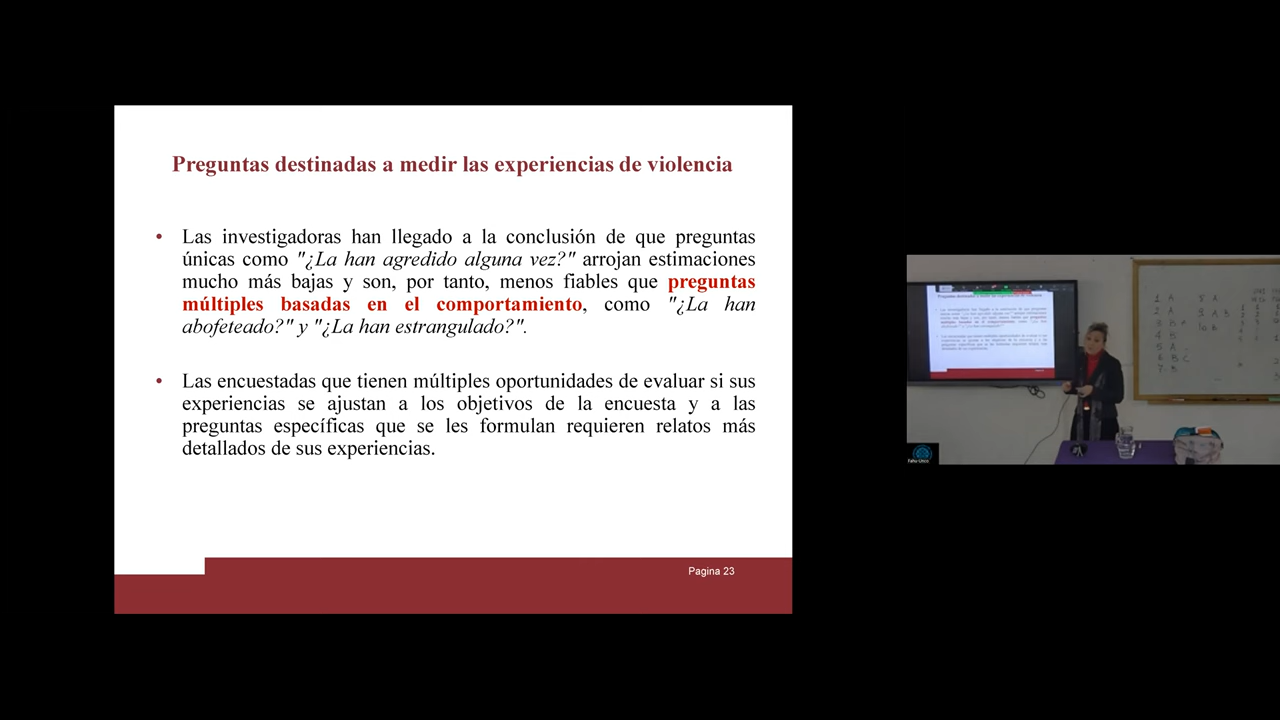 Preguntas destinadas a medir las experiencias de violencia
• Las investigadoras han llegado a la conclusión de que preguntas
únicas como "¿La han agredido alguna vez?" arrojan estimaciones
mucho más bajas y son, por tanto, menos fiables que preguntas
múltiples basadas en el comportamiento, como "¿La han
abofeteado?" y "¿La han estrangulado?".
• Las encuestadas que tienen múltiples oportunidades de evaluar si sus
experiencias se ajustan a los objetivos de la encuesta y a las
preguntas específicas que se les formulan requieren relatos más
detallados de sus experiencias.
Pagina 23
1 A
5 A
5 A
7. B